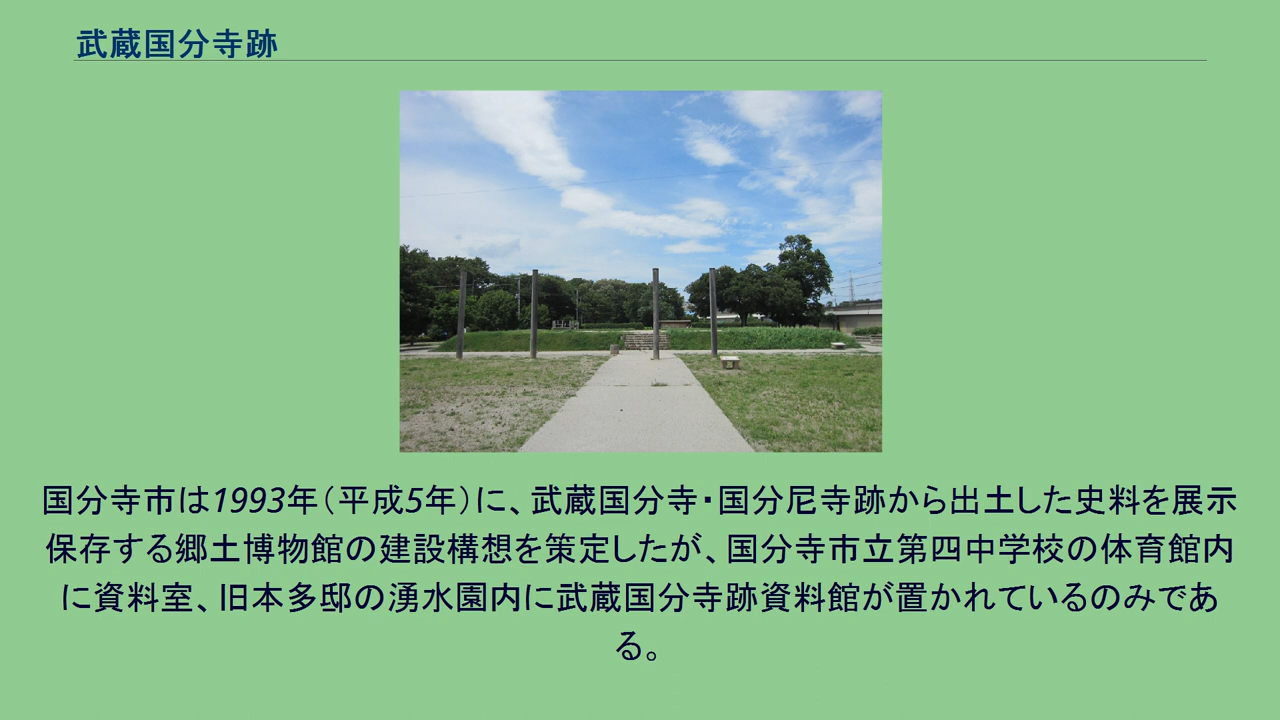 武蔵国分寺跡
国分寺市は1993年（平成5年）に、武蔵国分寺・国分尼寺跡から出土した史料を展示
保存する郷土博物館の建設構想を策定したが、国分寺市立第四中学校の体育館内
に資料室、旧本多邸の湧水園内に武蔵国分寺跡資料館が置かれているのみであ
る。